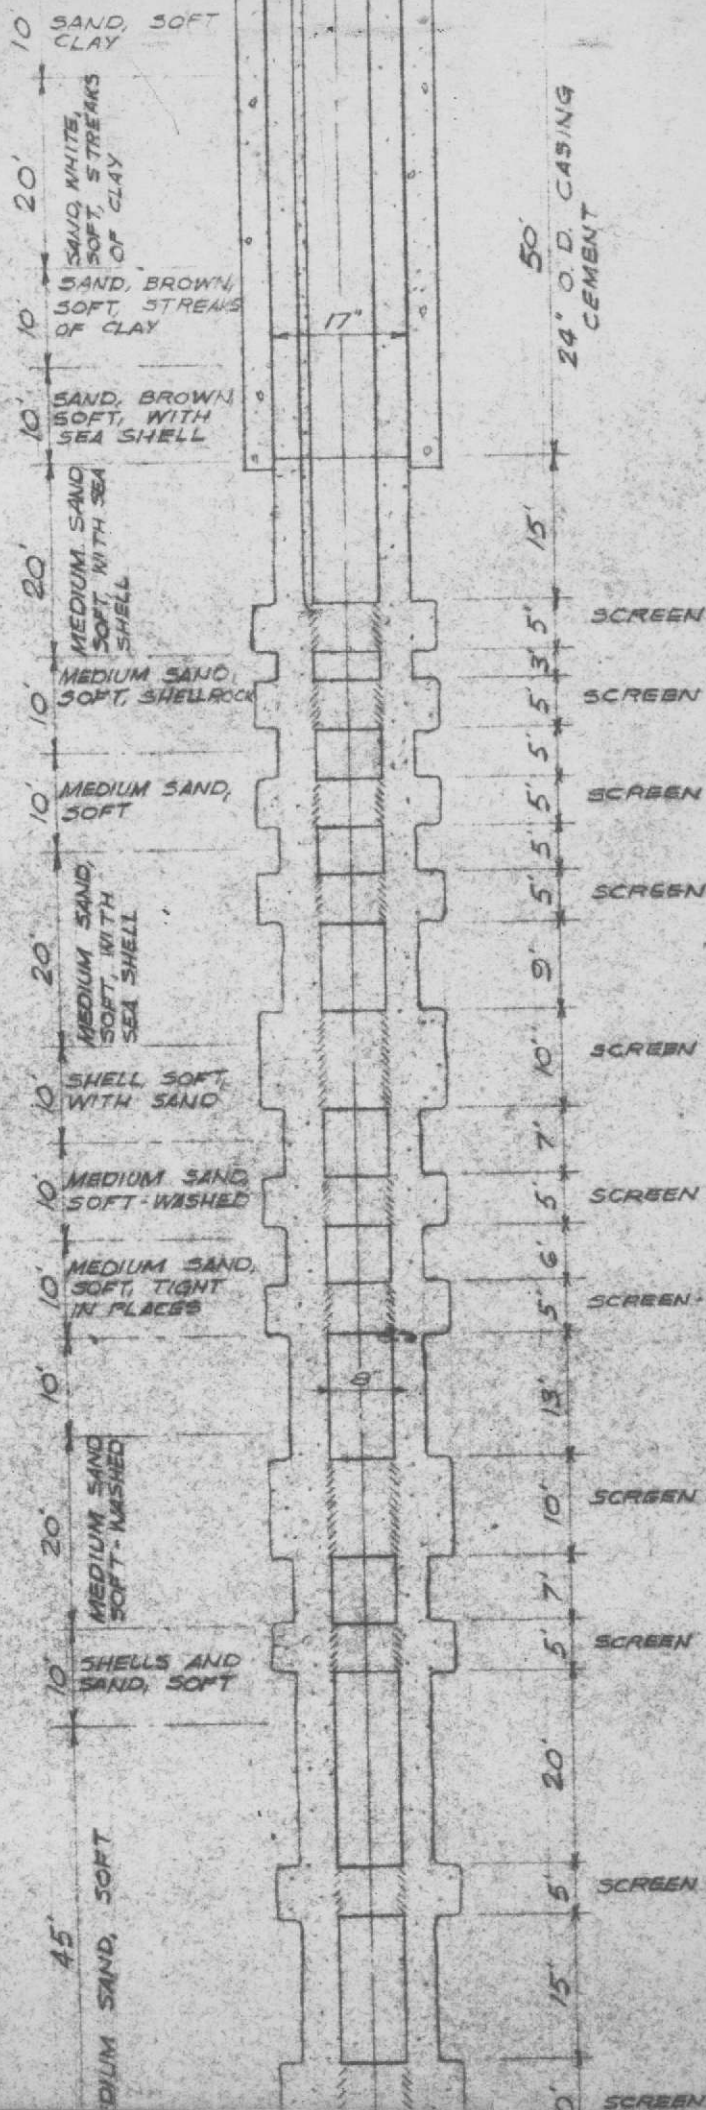 10'
SAND, SOFT
CLAY
20'
SAND, WHITE,
SOFT, STREAKS
OF CLAY
10'
SAND, BROWN,
SOFT, STREAKS
OF CLAY
10'
SAND, BROWN,
SOFT, WITH
SEA SHELL
20'
MEDIUM SAND
SOFT WITH SEA
SHELL
10'
MEDIUM SAND,
SOFT, SHELLROCK
10'
MEDIUM SAND,
SOFT
20'
MEDIUM SAND,
SOFT, WITH
SEA SHELL
10'
SHELL SOFT,
WITH SAND
10'
MEDIUM SAND
SOFT-WASHED
10'
MEDIUM SAND,
SOFT, TIGHT
IN PLACES
10'
20'
MEDIUM SAND
SOFT-WASHED
10'
SHELLS AND
SAND, SOFT
45'
DIUM SAND, SOFT
17"
8"
50'
24" O.D. CASING
CEMENT
15'
5' SCREEN
3'
5' SCREEN
5'
5' SCREEN
5'
5' SCREEN
9'
10' SCREEN
7'
5' SCREEN
6'
5' SCREEN
13'
10' SCREEN
7'
5' SCREEN
20'
5' SCREEN
15'
0' SCREEN